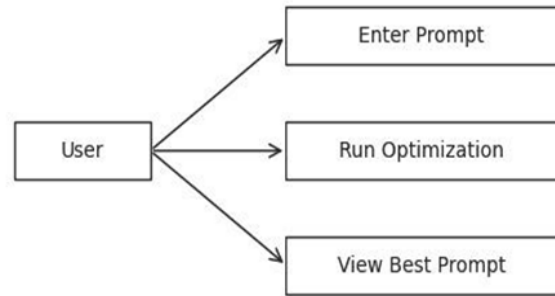 Enter Prompt
User
Run Optimization
View Best Prompt